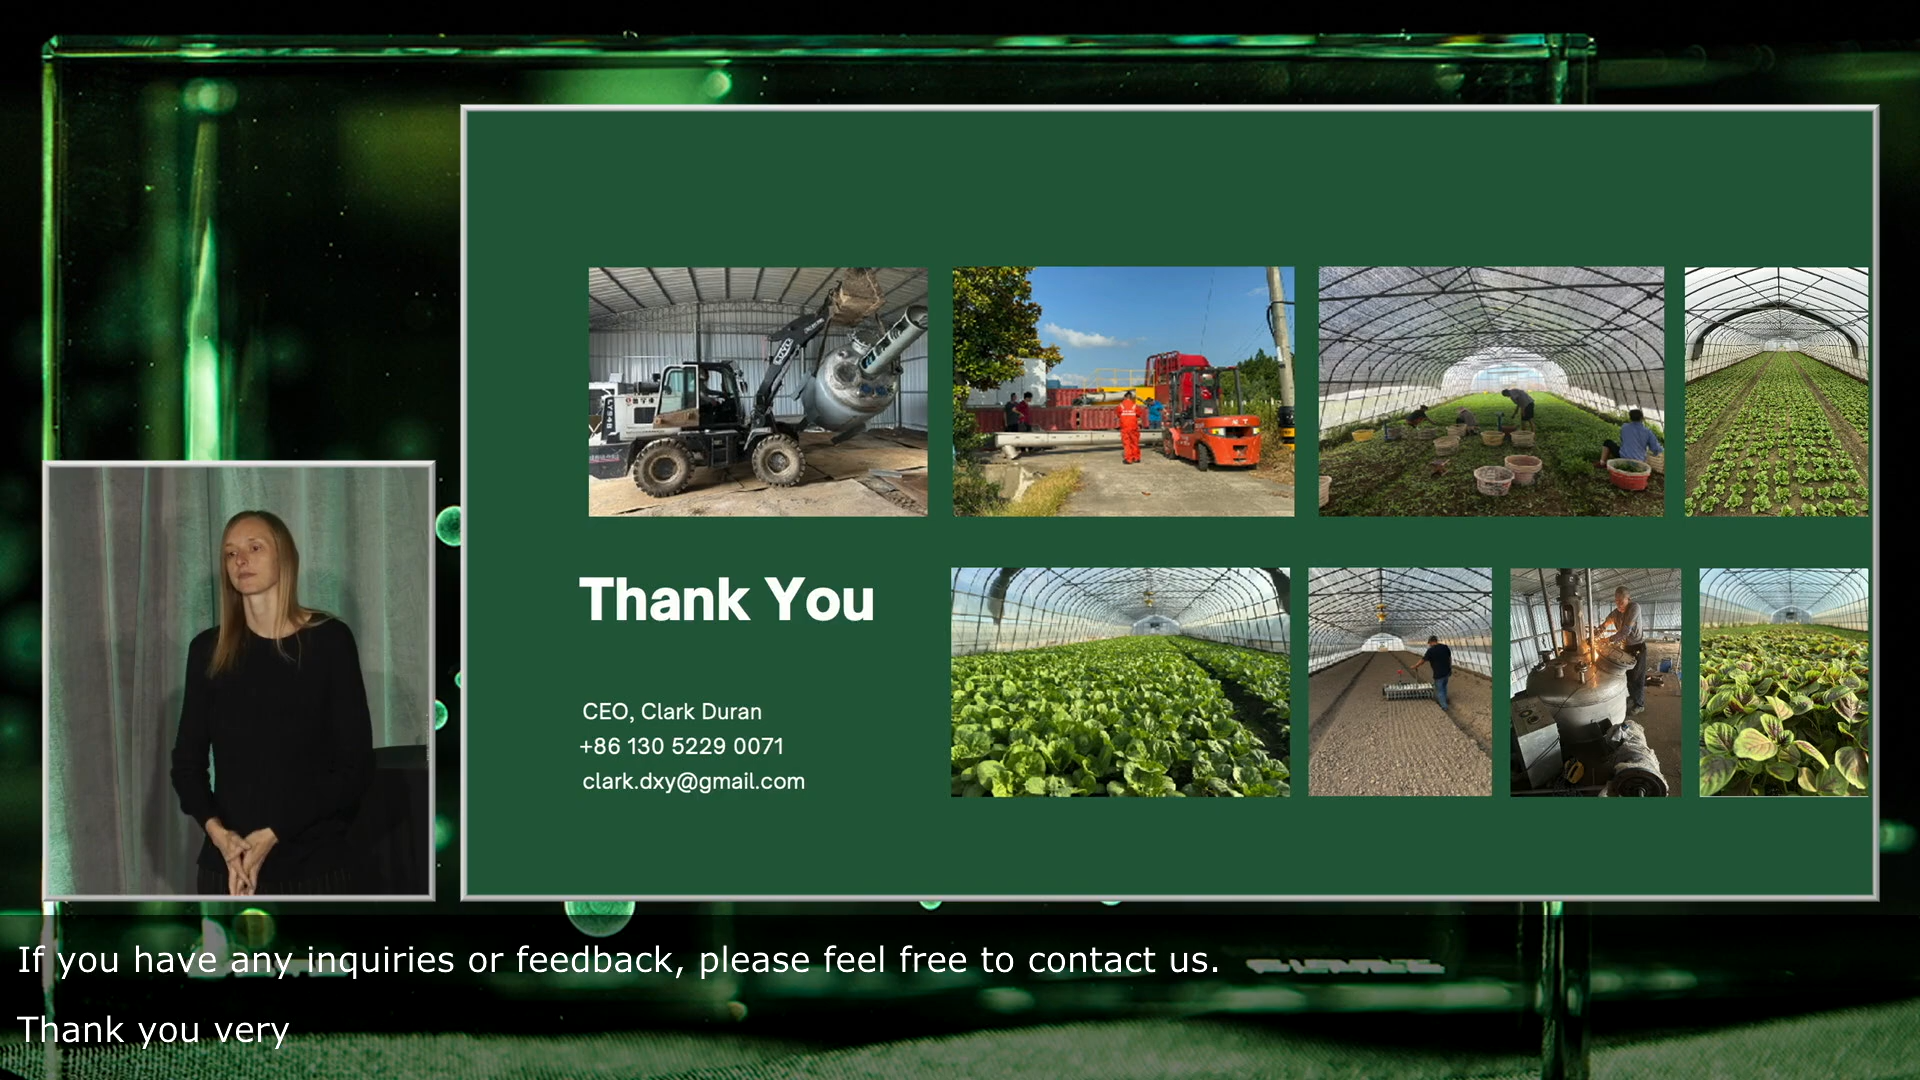 Thank You
CEO, Clark Duran
+86 130 5229 0071
clark.dxy@gmail.com
If you have any inquiries or feedback, please feel free to contact us.
Thank you very